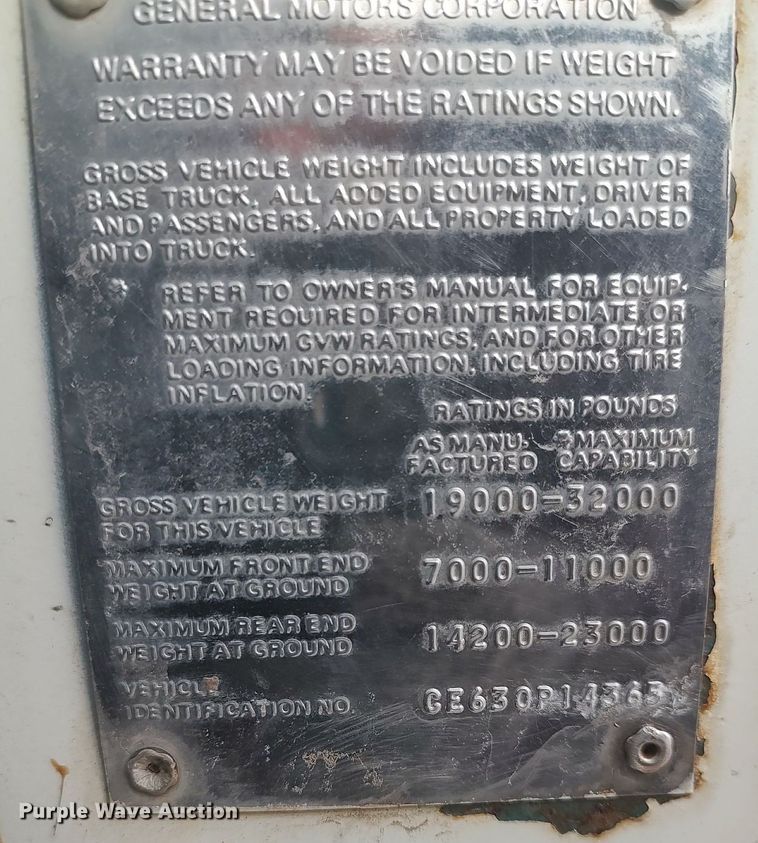 GENERAL MOTORS CORPORATION
WARRANTY MAY BE VOIDED IF WEIGHT
EXCEEDS ANY OF THE RATINGS SHOWN.
GROSS VEHICLE WEIGHT INCLUDES WEIGHT OF
BASE TRUCK, ALL ADDED EQUIPMENT, DRIVER
AND PASSENGERS, AND ALL PROPERTY LOADED
INTO TRUCK.
* REFER TO OWNER'S MANUAL FOR EQUIP-
MENT REQUIRED FOR INTERMEDIATE OR
MAXIMUM GVW RATINGS, AND FOR OTHER
LOADING INFORMATION, INCLUDING TIRE
INFLATION.
RATINGS IN POUNDS
AS MANU- *MAXIMUM
FACTURED CAPABILITY
GROSS VEHICLE WEIGHT 19000-32000
FOR THIS VEHICLE
MAXIMUM FRONT END 7000-11000
WEIGHT AT GROUND
MAXIMUM REAR END 14200-23000
WEIGHT AT GROUND
VEHICLE
IDENTIFICATION NO.
Purple Wave Auction